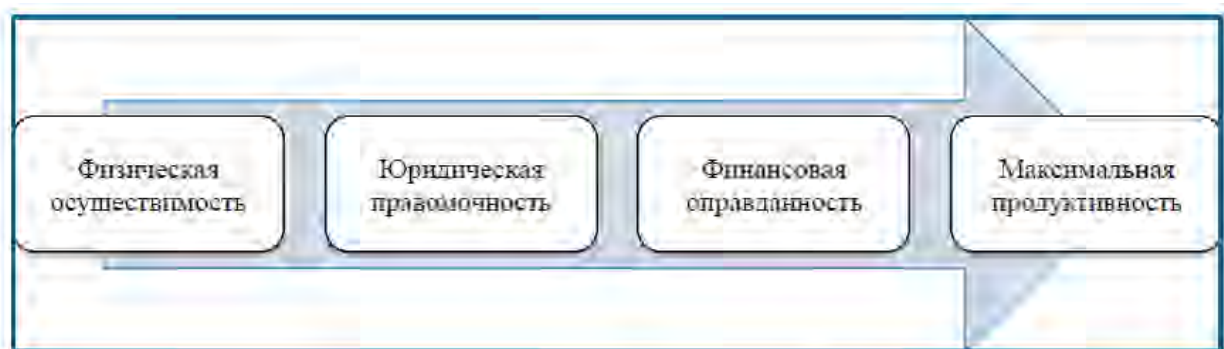 Физическая
осуществимость
Юридическая
правомочность
Финансовая
оправданность
Максимальная
продуктивность